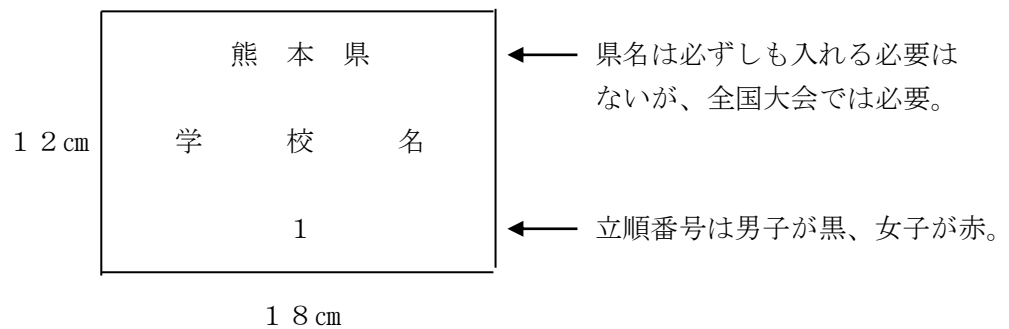 熊 本 県
県名は必ずしも入れる必要は
ないが、全国大会では必要。
１２㎝
学 校 名
１
立順番号は男子が黒、女子が赤。
１８㎝